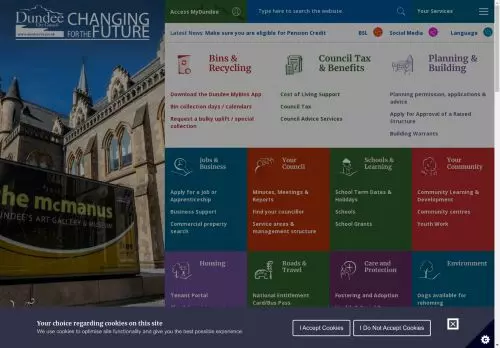 Dundee
City Council
CHANGING
FOR THE FUTURE
www.dundee.gov.uk
Access MyDundee
Type here to search the website
Your Services
Latest News: Make sure you are eligible for Pension Credit
BSL
Social Media
Language
Bins &
Recycling
Download the Dundee MyBins App
Bin collection days / calendars
Request a bulky uplift / special
collection
Council Tax
& Benefits
Cost of Living Support
Council Tax
Council Advice Services
Planning &
Building
Planning permission, applications &
advice
Apply for Approval of a Raised
Structure
Building Warrants
Jobs &
Business
Apply for a Job or
Apprenticeship
Business Support
Commercial property
search
Your
Council
Minutes, Meetings &
Reports
Find your councillor
Service areas &
management structure
Schools &
Learning
School Term Dates &
Holidays
Schools
School Grants
Your
Community
Community Learning &
Development
Community centres
Youth Work
the mcmanus
DUNDEE'S ART GALLERY & MUSEUM
Housing
Tenant Portal
Roads &
Travel
National Entitlement
Card/Bus Pass
Care and
Protection
Fostering and Adoption
Environment
Dogs available for
rehoming
Your choice regarding cookies on this site
We use cookies to optimise site functionality and give you the best possible experience
I Accept Cookies
I Do Not Accept Cookies